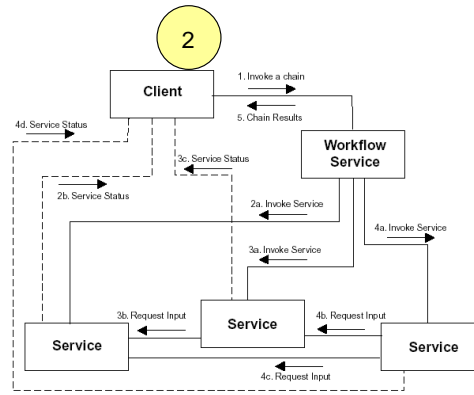 2
Client
1. Invoke a chain
5. Chain Results
4d. Service Status
Workflow
Service
3c. Service Status
2b. Service Status
2a. Invoke Service
4a. Invoke Service
3a. Invoke Service
3b. Request Input
4b. Request Input
Service
Service
Service
4c. Request Input